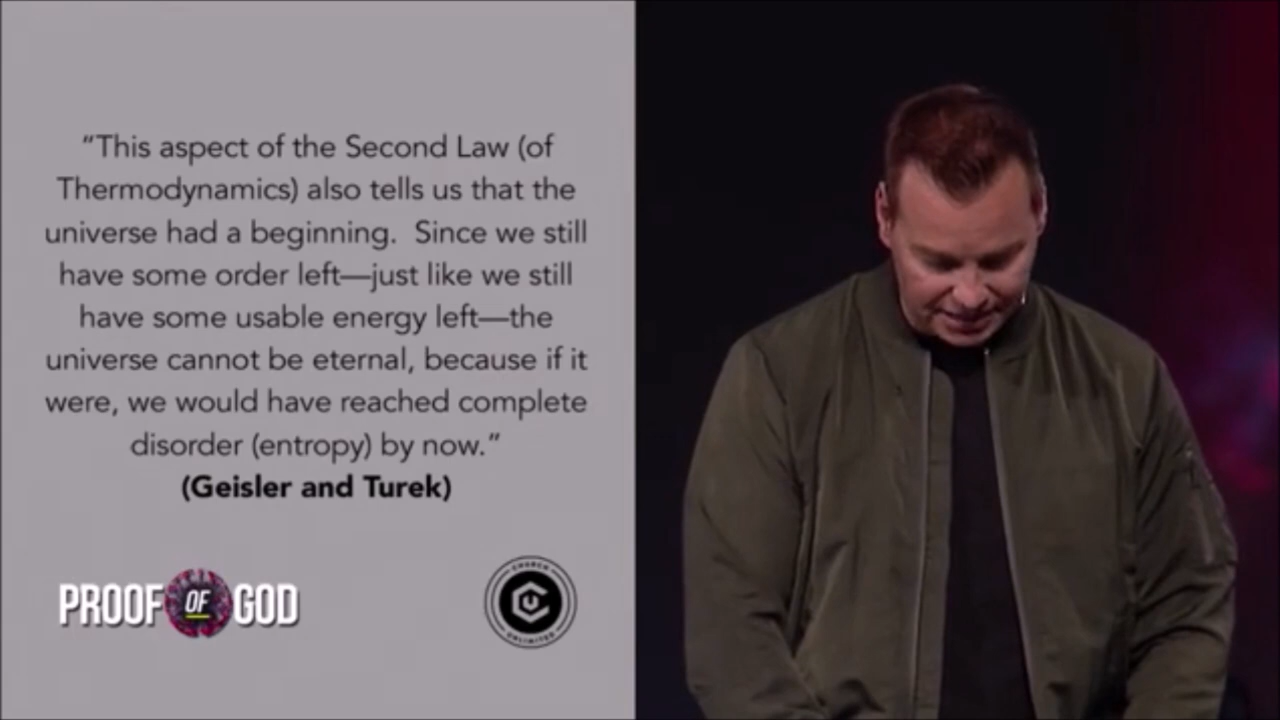 “This aspect of the Second Law (of
Thermodynamics) also tells us that the
universe had a beginning.  Since we still
have some order left—just like we still
have some usable energy left—the
universe cannot be eternal, because if it
were, we would have reached complete
disorder (entropy) by now.”
(Geisler and Turek)
PROOF OF GOD
CHURCH
UNLIMITED